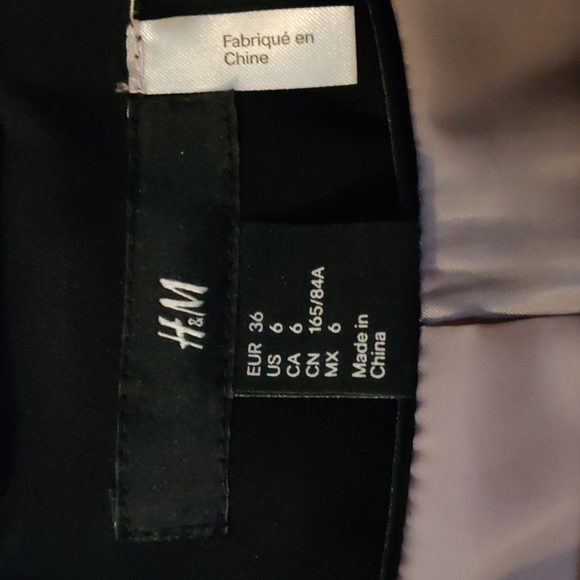 Fabriqué en
Chine
H&M
EUR 36
US 6
CA 6
CN 165/84A
MX 6
Made in
China